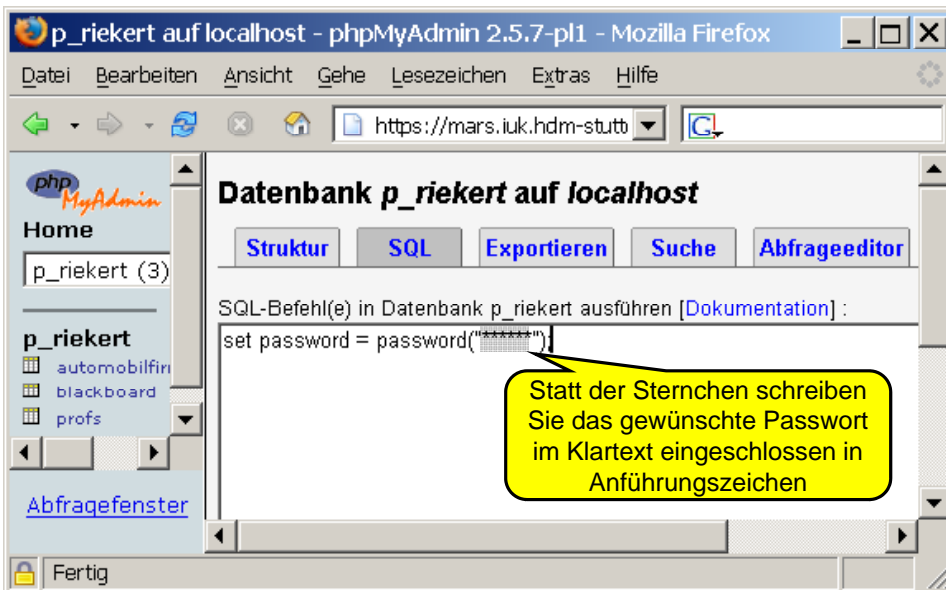 p_riekert auf localhost - phpMyAdmin 2.5.7-pl1 - Mozilla Firefox
Datei Bearbeiten Ansicht Gehe Lesezeichen Extras Hilfe
https://mars.iuk.hdm-stutt
G
php
MyAdmin
Home
p_riekert (3)
p_riekert
automobilfir
blackboard
profs
Abfragefenster
Datenbank p_riekert auf localhost
Struktur SQL Exportieren Suche Abfrageeditor
SQL-Befehl(e) in Datenbank p_riekert ausführen [Dokumentation] :
set password = password("******");
Statt der Sternchen schreiben
Sie das gewünschte Passwort
im Klartext eingeschlossen in
Anführungszeichen
Fertig